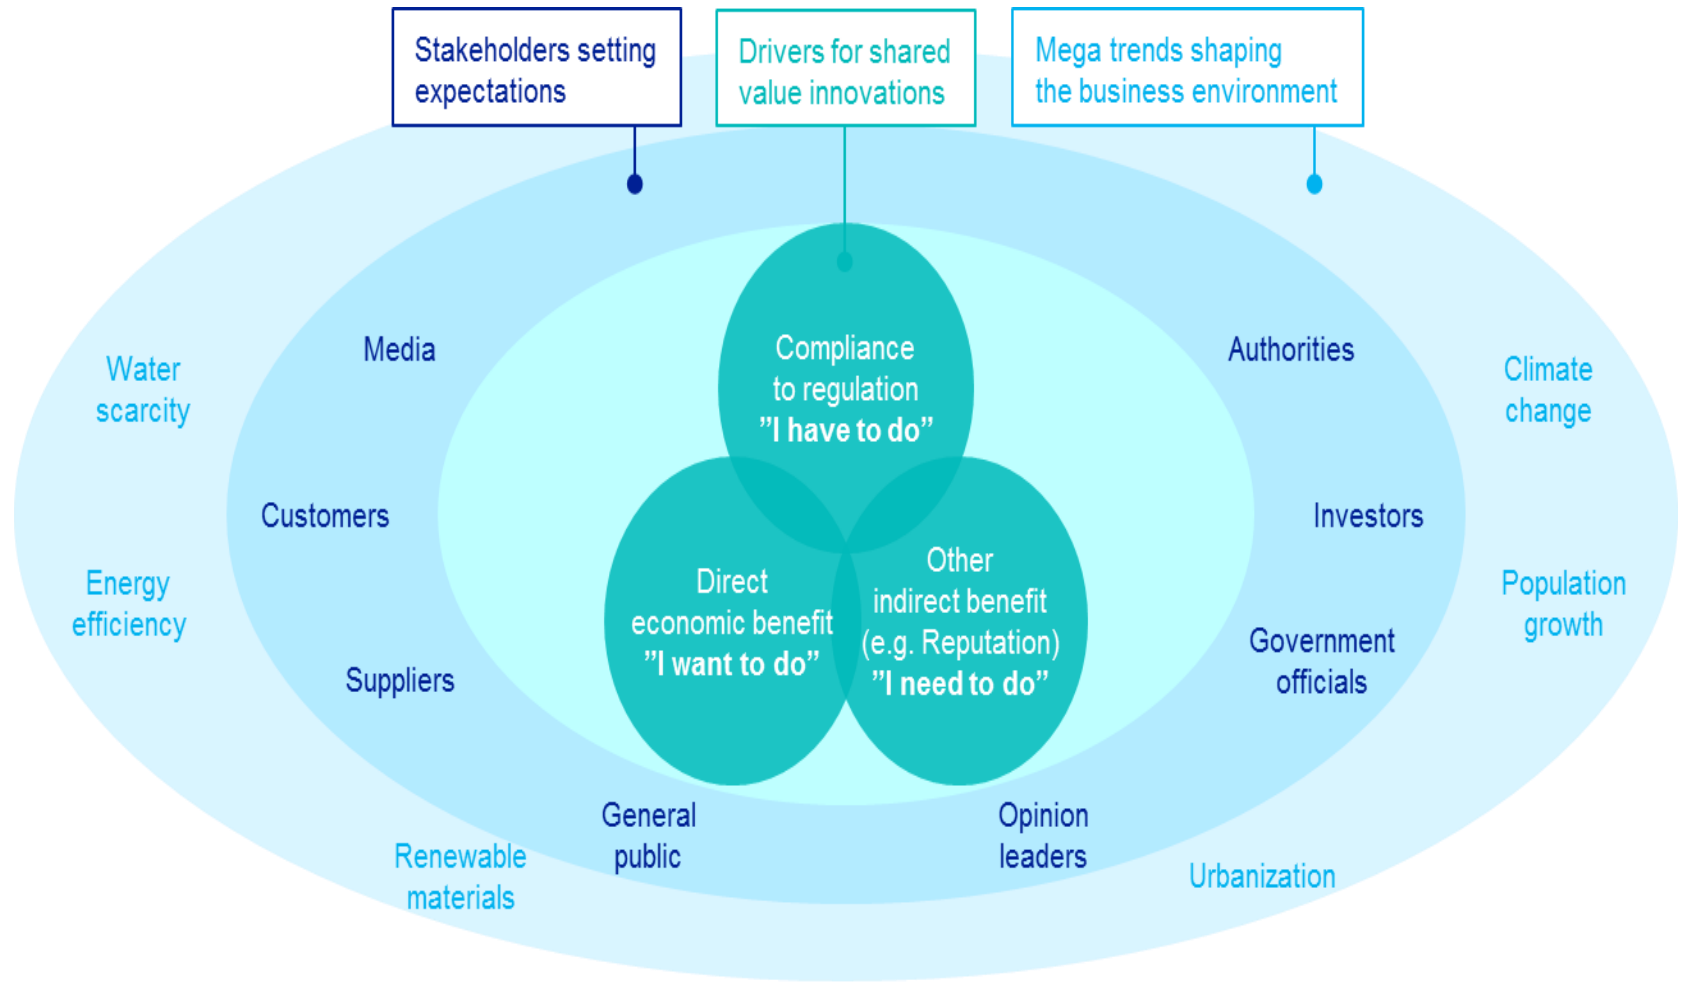 Stakeholders setting
expectations
Drivers for shared
value innovations
Mega trends shaping
the business environment
Media
Authorities
Water
scarcity
Climate
change
Compliance
to regulation
”I have to do”
Customers
Investors
Energy
efficiency
Population
growth
Direct
economic benefit
”I want to do”
Other
indirect benefit
(e.g. Reputation)
”I need to do”
Suppliers
Government
officials
General
public
Opinion
leaders
Renewable
materials
Urbanization